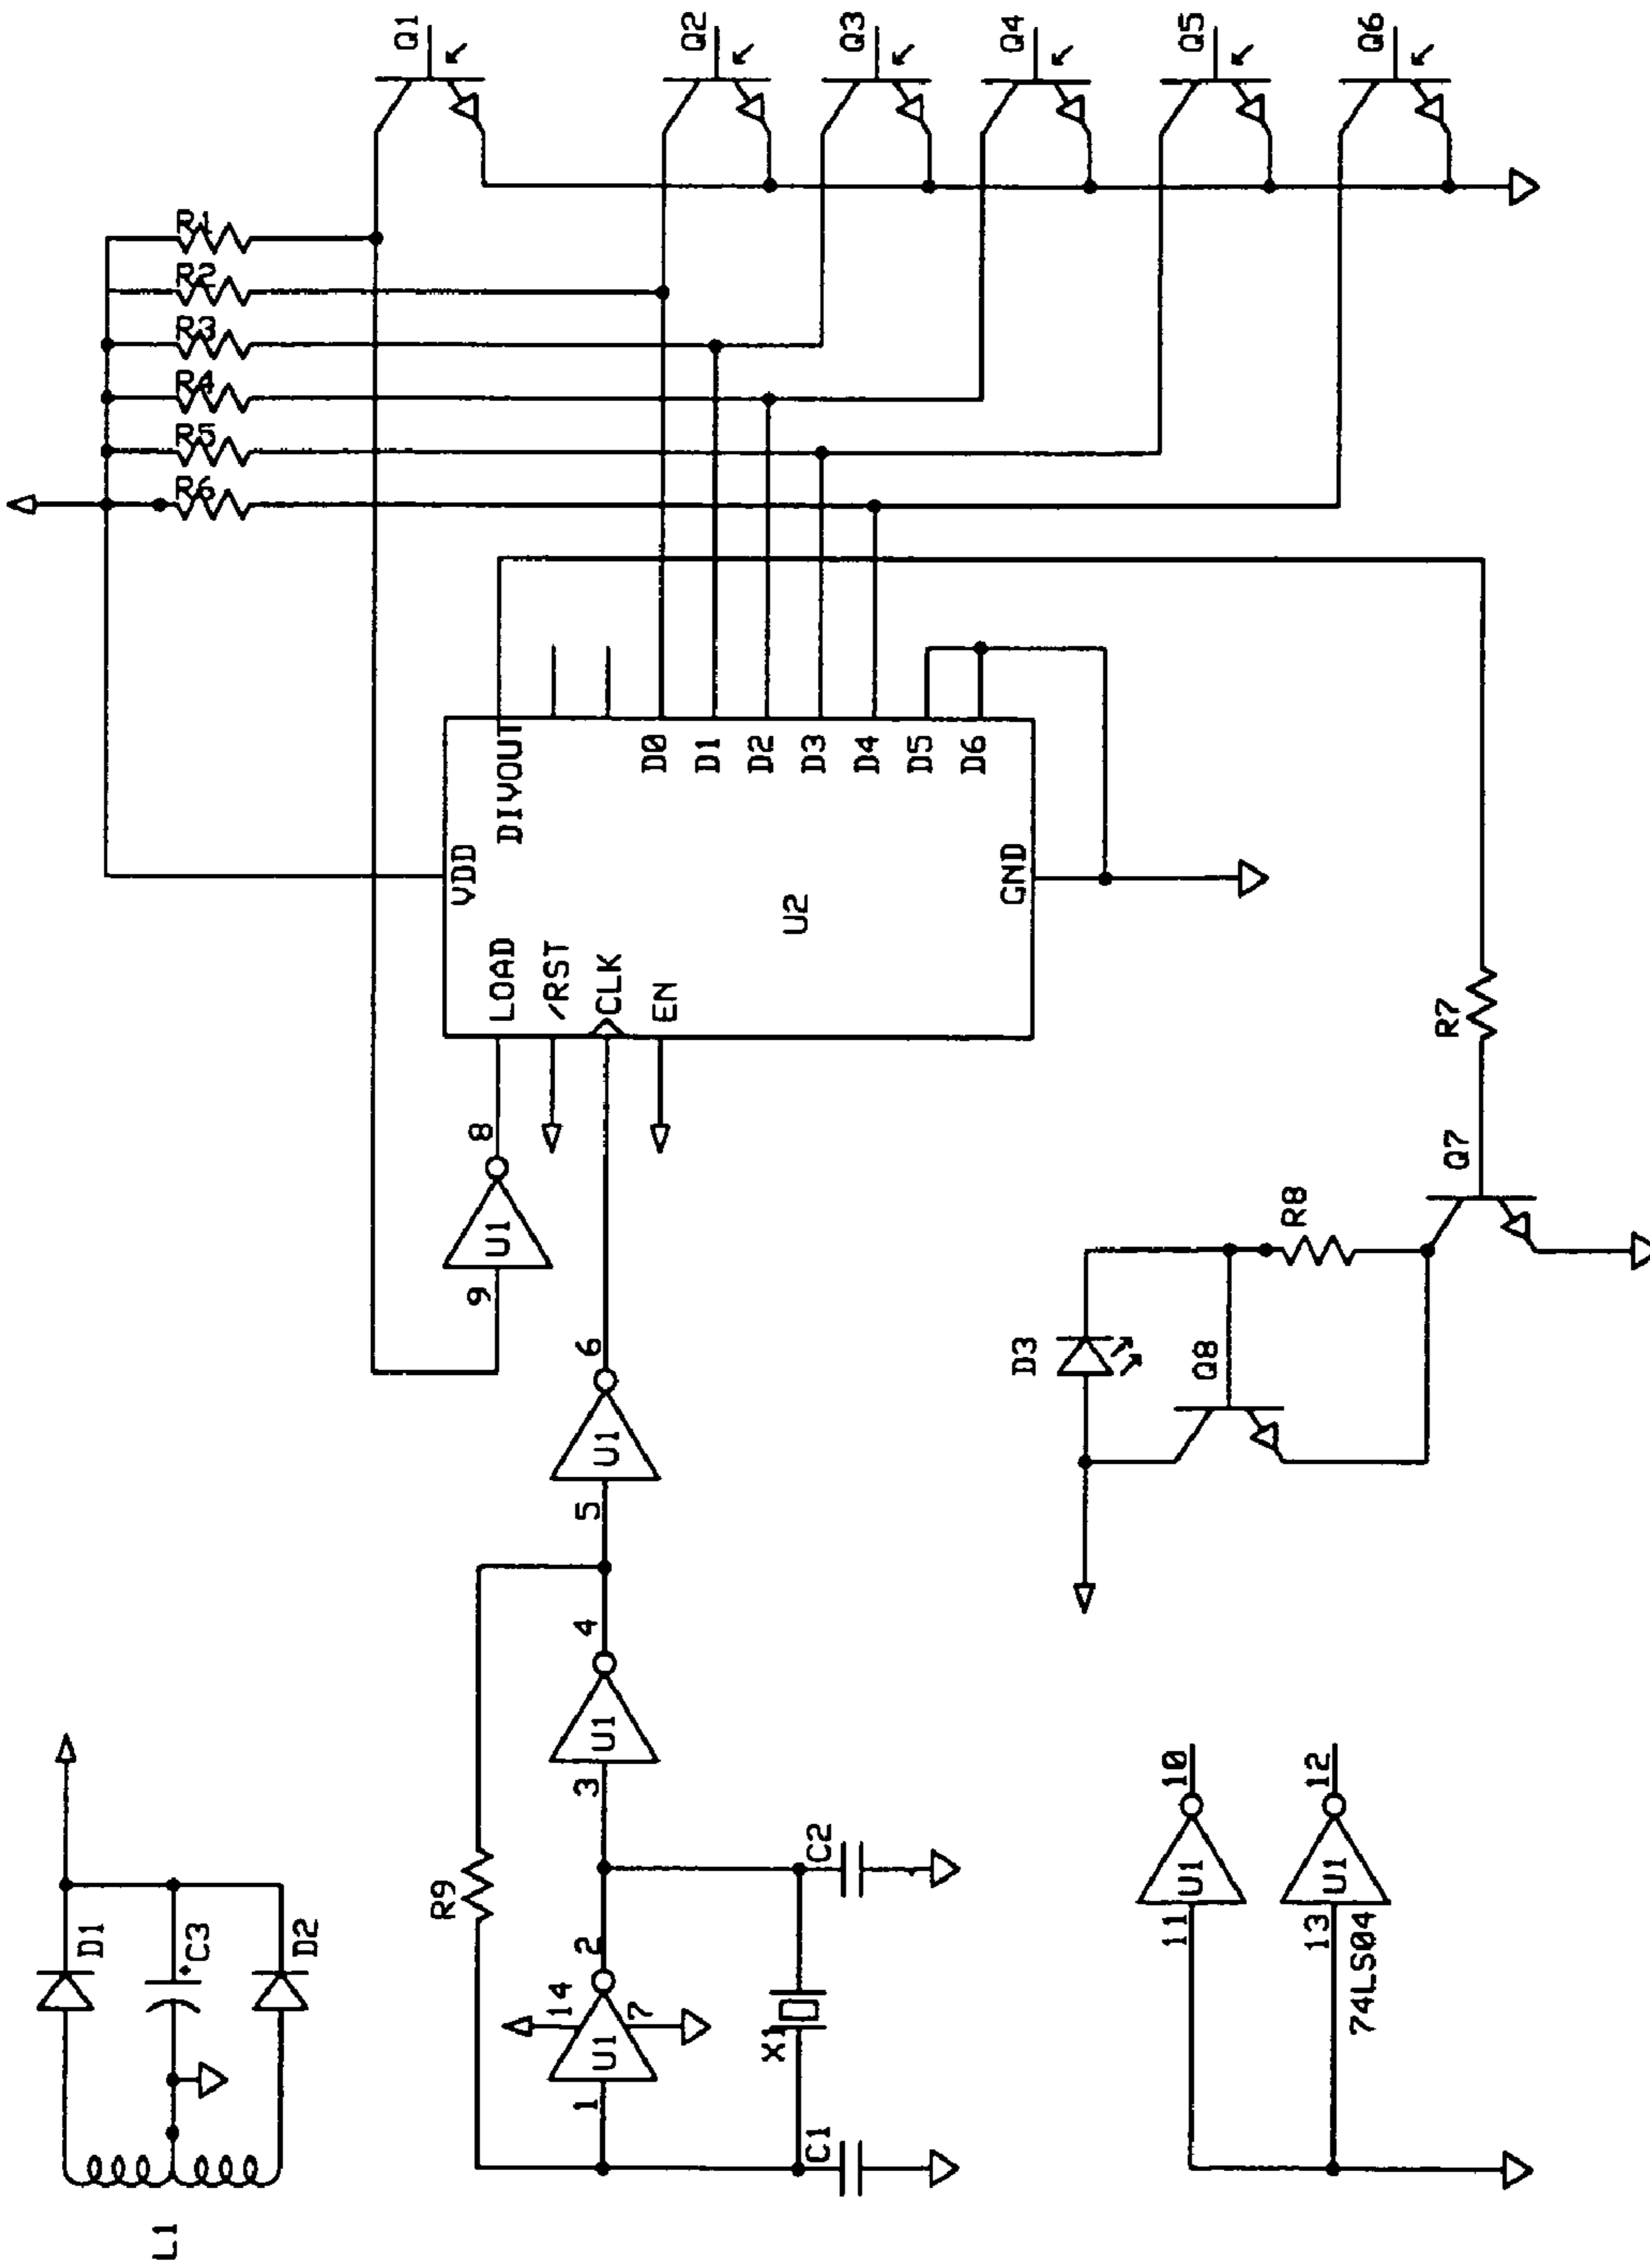 Q1
Q2
Q3
Q4
Q5
Q6
R1
R2
R3
R4
R5
R6
VDD
DIVOUT
D0
D1
D2
D3
D4
D5
D6
GND
U2
LOAD
/RST
CLK
EN
8
U1
9
6
U1
5
R7
Q7
R8
D3
Q8
4
U1
3
R9
2
14
U1
7
1
X1
C1
C2
D1
+
C3
D2
L1
10
U1
11
12
U1
13
74LS04